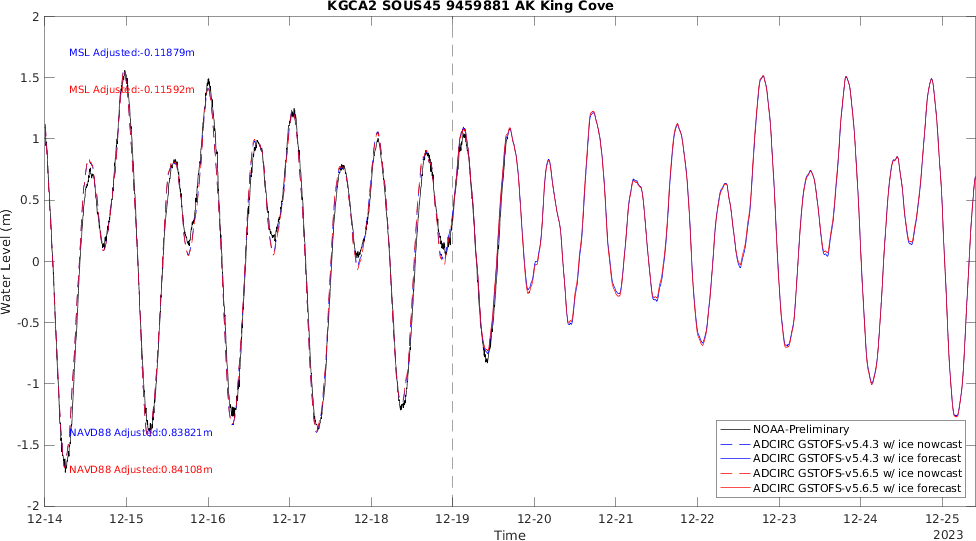 KGCA2 SOUS45 9459881 AK King Cove
2
1.5
1
0.5
0
-0.5
-1
-1.5
-2
Water Level (m)
MSL Adjusted:-0.11879m
MSL Adjusted:-0.11592m
NAVD88 Adjusted:0.83821m
NAVD88 Adjusted:0.84108m
NOAA-Preliminary
ADCIRC GSTOFS-v5.4.3 w/ ice nowcast
ADCIRC GSTOFS-v5.4.3 w/ ice forecast
ADCIRC GSTOFS-v5.6.5 w/ ice nowcast
ADCIRC GSTOFS-v5.6.5 w/ ice forecast
12-14 12-15 12-16 12-17 12-18 12-19 12-20 12-21 12-22 12-23 12-24 12-25
2023
Time